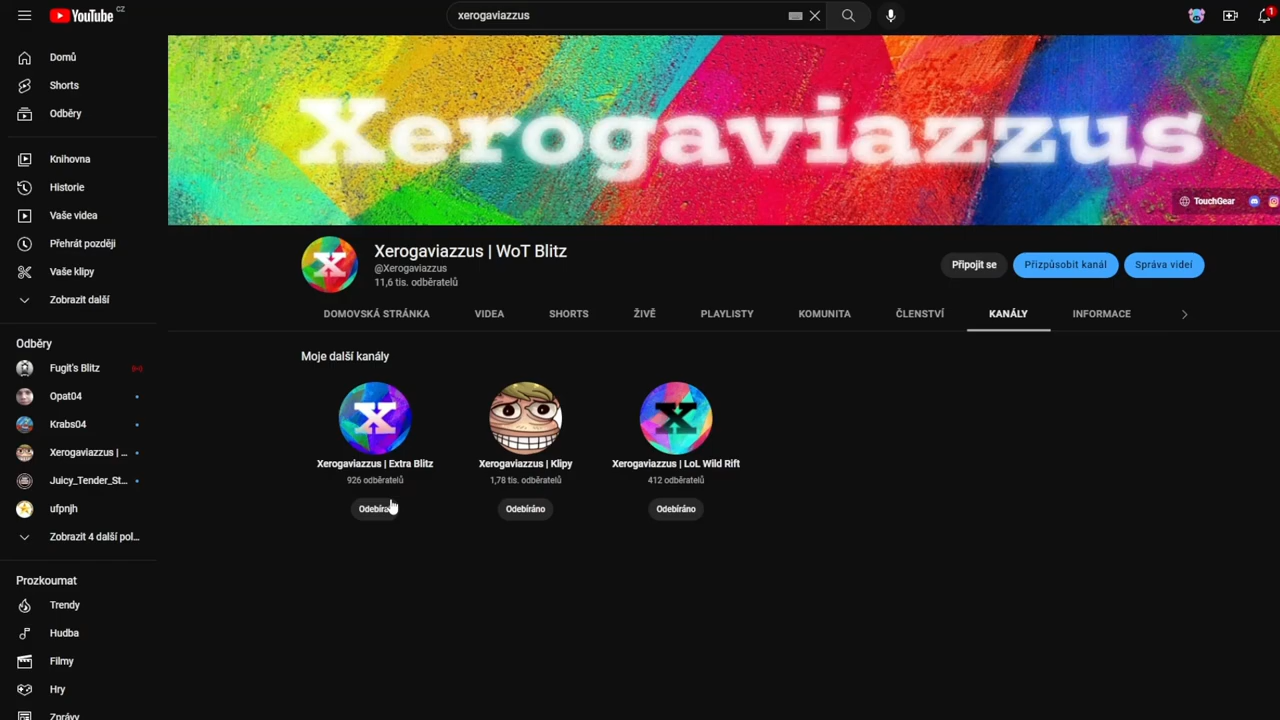 YouTube CZ
xerogaviazzus
1
Domů
Shorts
Odběry
Knihovna
Historie
Vaše videa
Přehrát později
Vaše klipy
Zobrazit další
Odběry
Fugit's Blitz
Opat04
Krabs04
Xerogaviazzus | ...
Juicy_Tender_St...
ufpnjh
Zobrazit 4 další pol...
Prozkoumat
Trendy
Hudba
Filmy
Hry
Zprávy
Xerogaviazzus
TouchGear
X
Xerogaviazzus | WoT Blitz
@Xerogaviazzus
11,6 tis. odběratelů
Připojit se
Přizpůsobit kanál
Správa videí
DOMOVSKÁ STRÁNKA
VIDEA
SHORTS
ŽIVĚ
PLAYLISTY
KOMUNITA
ČLENSTVÍ
KANÁLY
INFORMACE
Moje další kanály
X
Xerogaviazzus | Extra Blitz
926 odběratelů
Xerogaviazzus | Klipy
1,78 tis. odběratelů
Odebíráno
X
Xerogaviazzus | LoL Wild Rift
412 odběratelů
Odebíráno